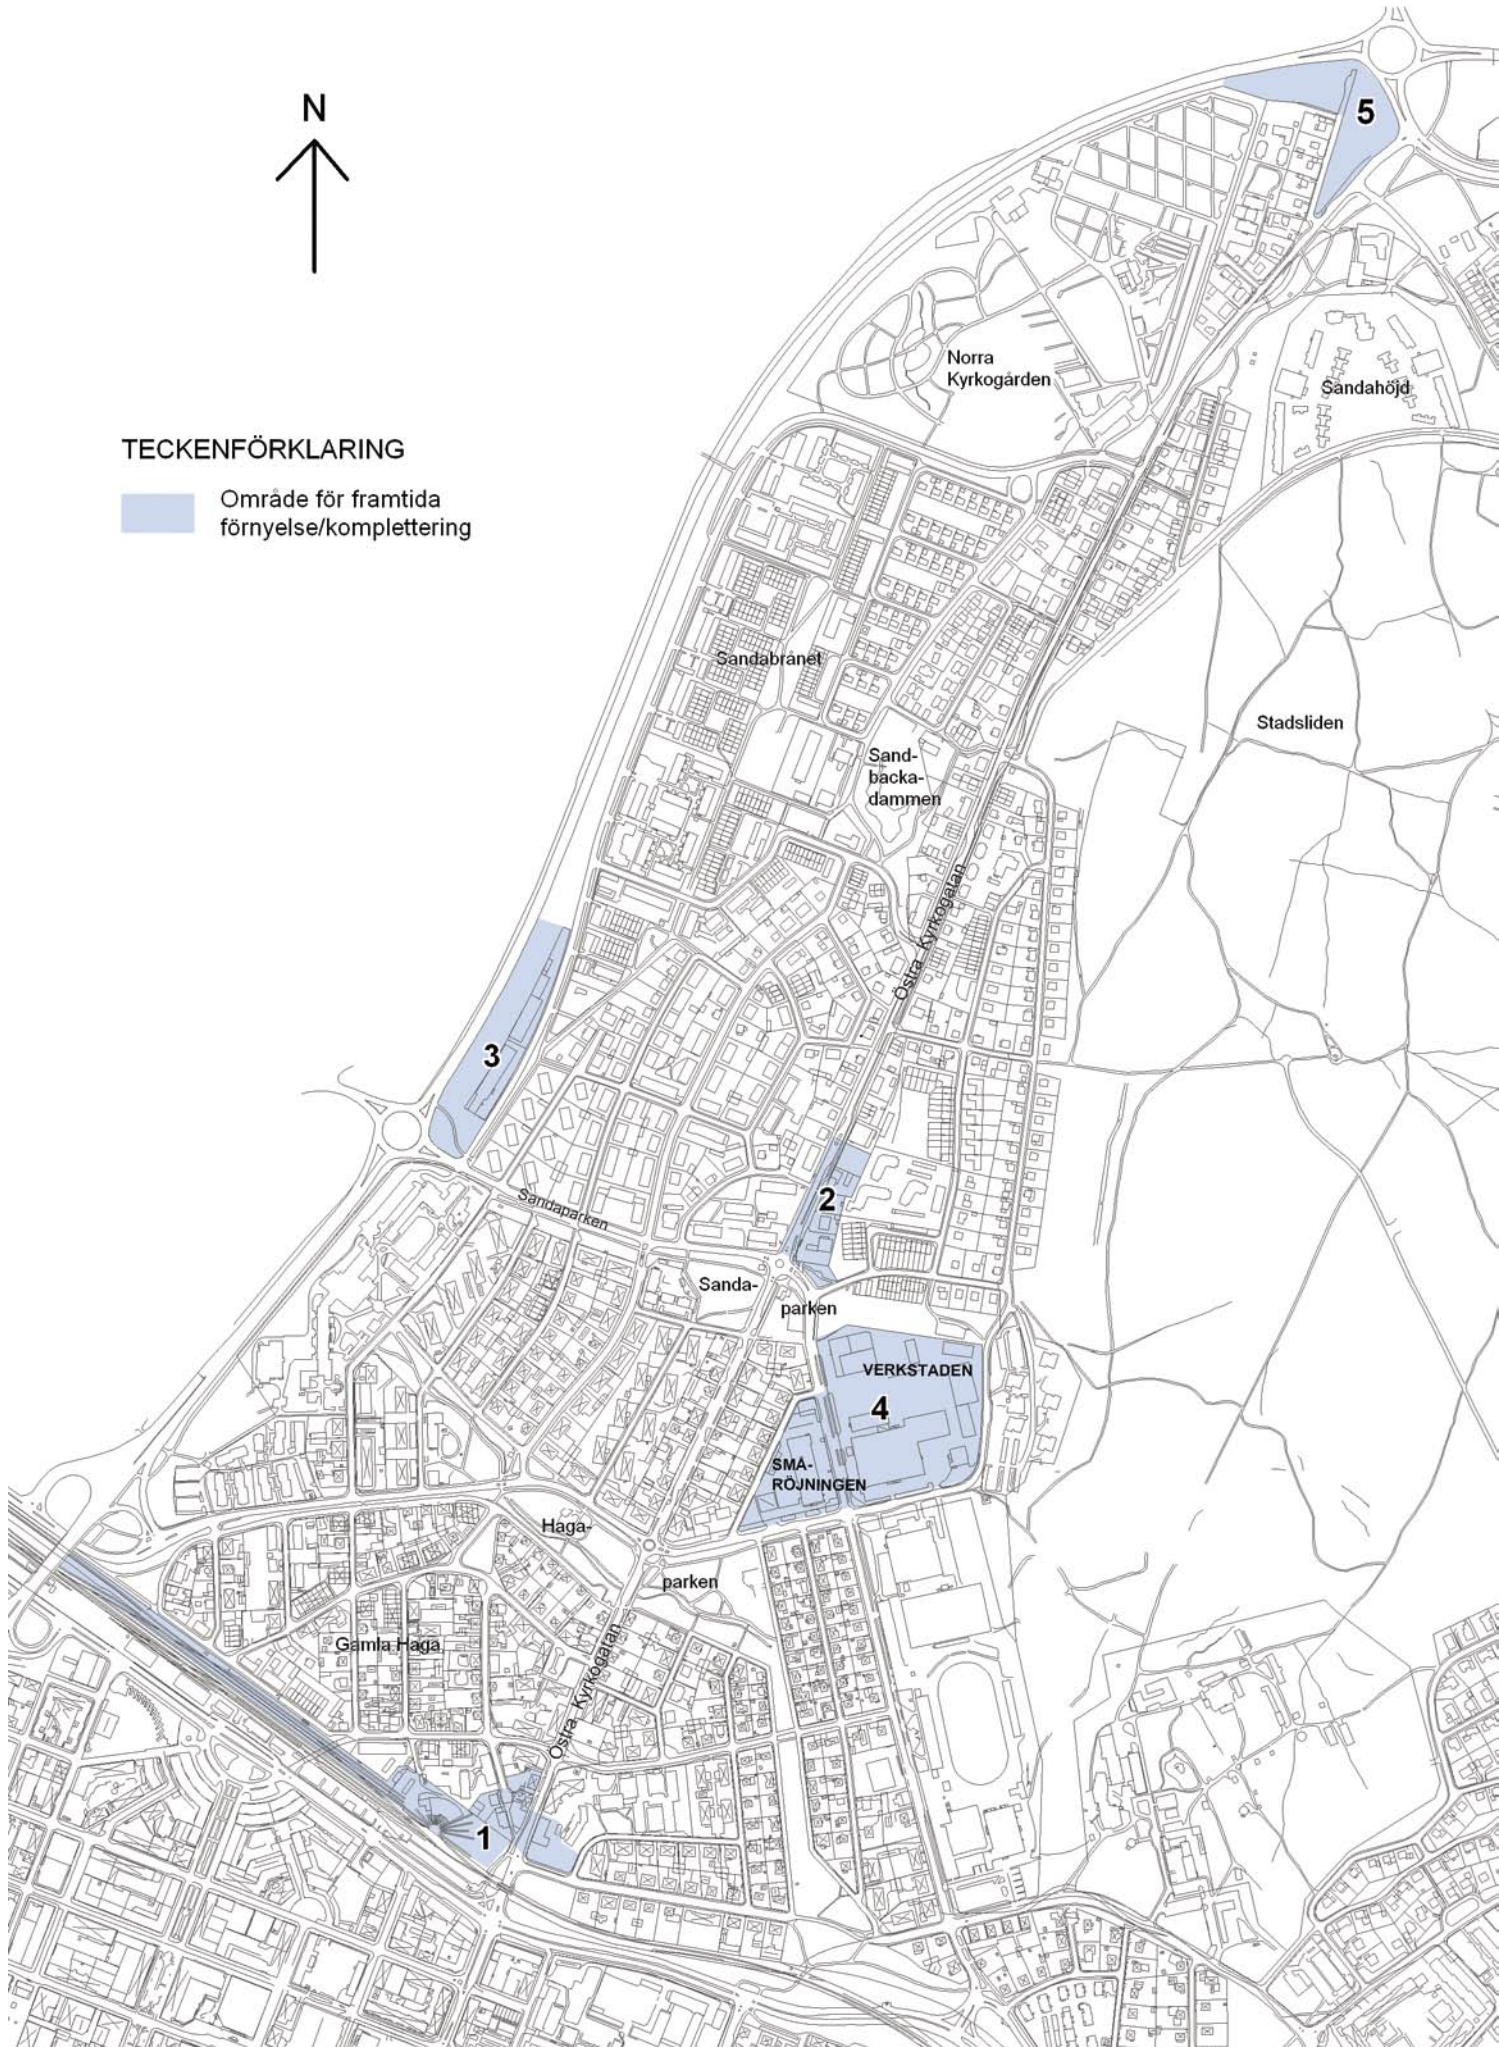 N
TECKENFÖRKLARING
Område för framtida
förnyelse/komplettering
5
Norra
Kyrkogården
Sandahöjd
Sandabrånet
Stadsliden
Sand-
backa-
dammen
Östra Kyrkogatan
3
2
Sandaparken
Sanda-
parken
VERKSTADEN
4
SMÅ-
RÖJNINGEN
Haga-
parken
Gamla Haga
Östra Kyrkogatan
1